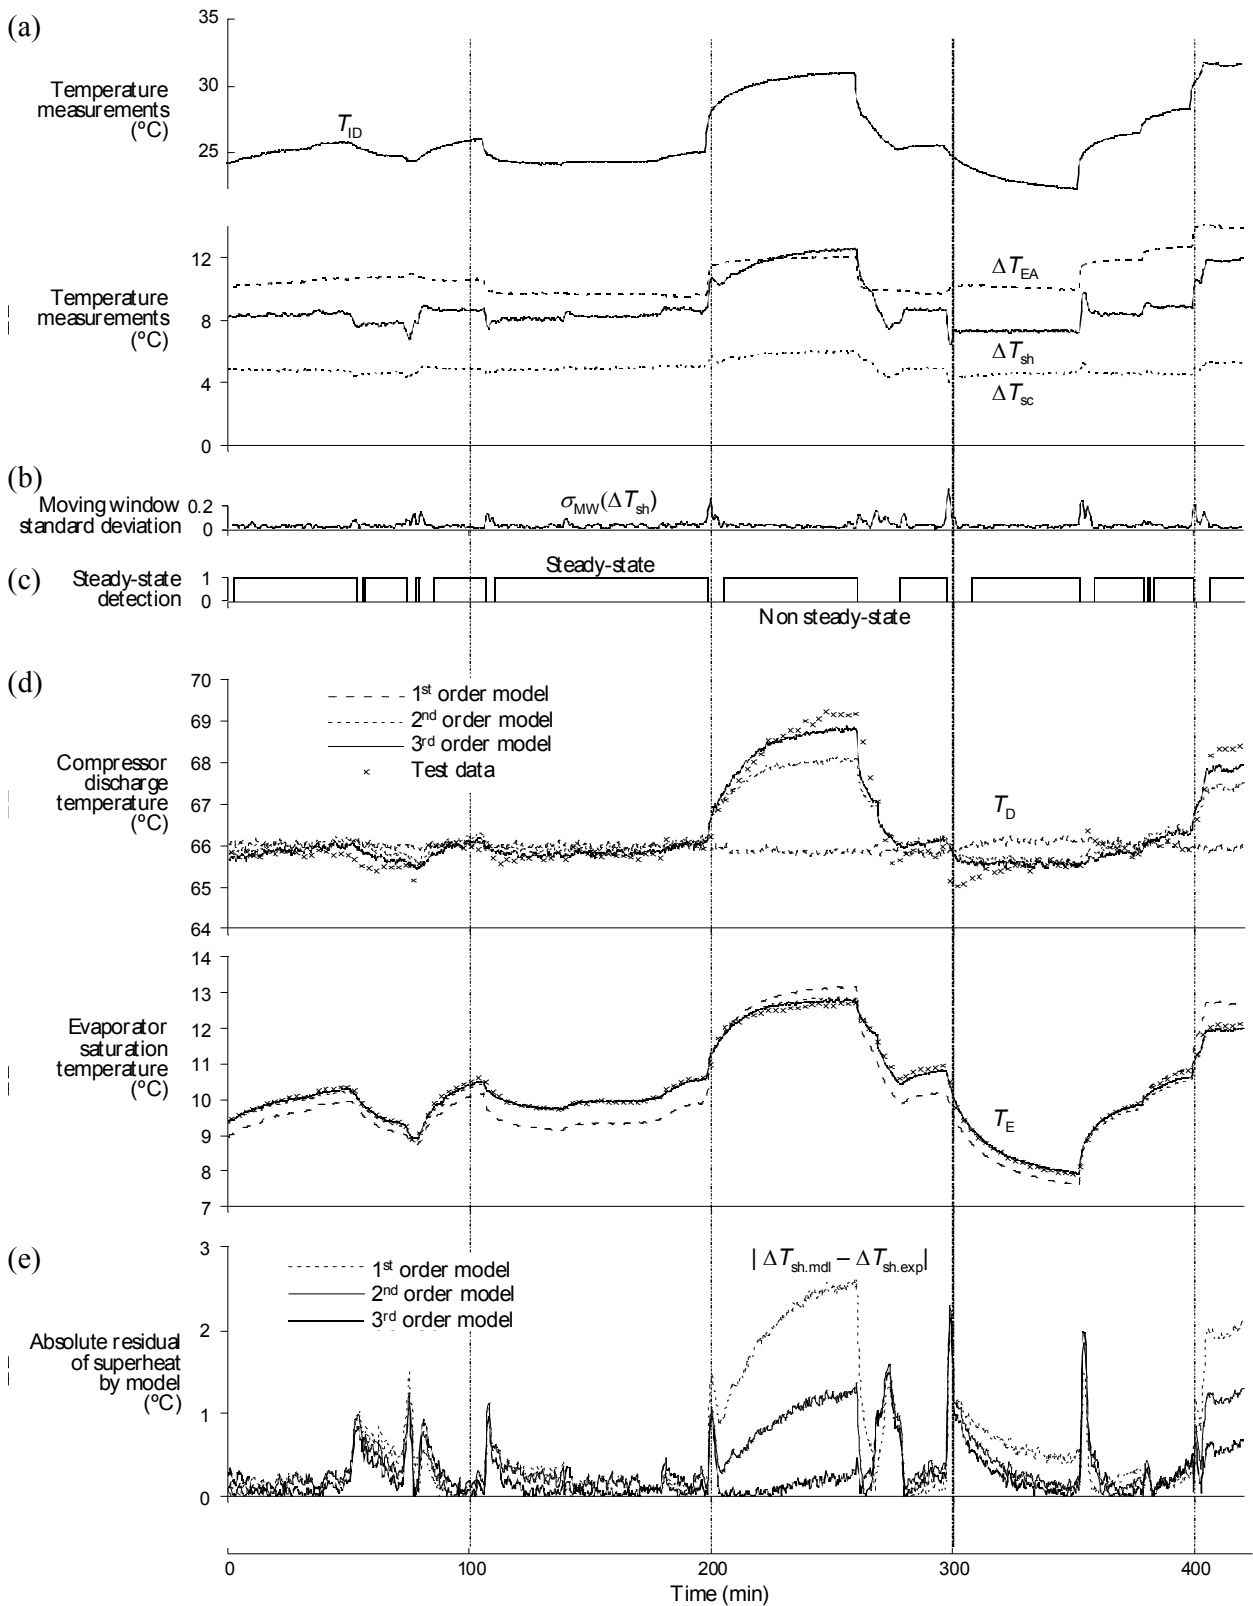 (a)
35
30
25
Temperature
measurements
(ºC)
T_ID
12
8
4
0
Temperature
measurements
(ºC)
ΔT_EA
ΔT_sh
ΔT_sc
(b)
Moving window
standard deviation
0.2
0
σ_MW(ΔT_sh)
(c)
Steady-state
detection
1
0
Steady-state
Non steady-state
(d)
70
69
68
67
66
65
64
Compressor
discharge
temperature
(ºC)
1st order model
2nd order model
3rd order model
× Test data
T_D
14
13
12
11
10
9
8
7
Evaporator
saturation
temperature
(ºC)
T_E
(e)
3
2
1
0
Absolute residual
of superheat
by model
(ºC)
1st order model
2nd order model
3rd order model
| ΔT_sh.mdl − ΔT_sh.exp|
0 100 200 300 400
Time (min)